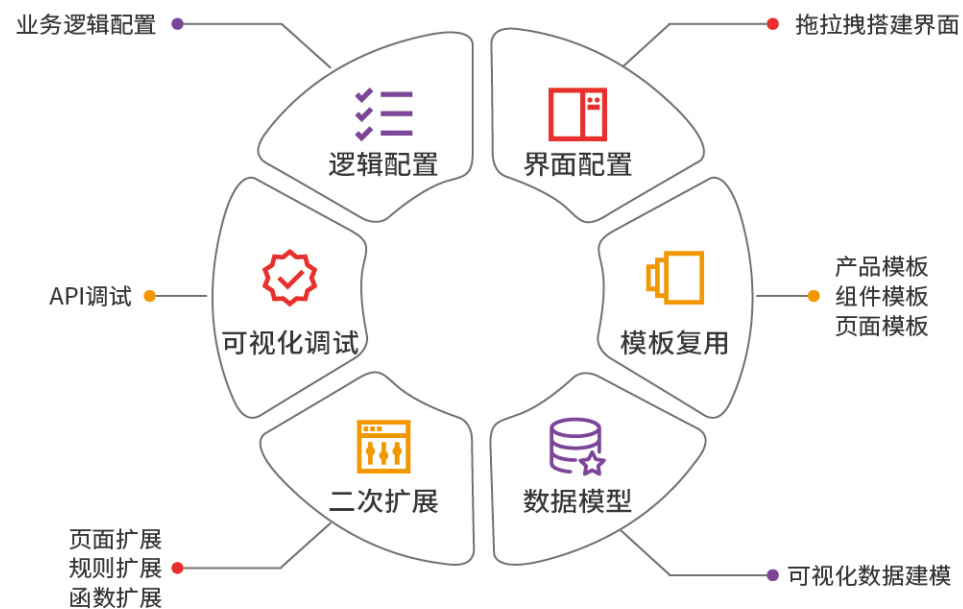 业务逻辑配置
拖拉拽搭建界面
逻辑配置
界面配置
API调试
可视化调试
模板复用
产品模板
组件模板
页面模板
二次扩展
数据模型
页面扩展
规则扩展
函数扩展
可视化数据建模